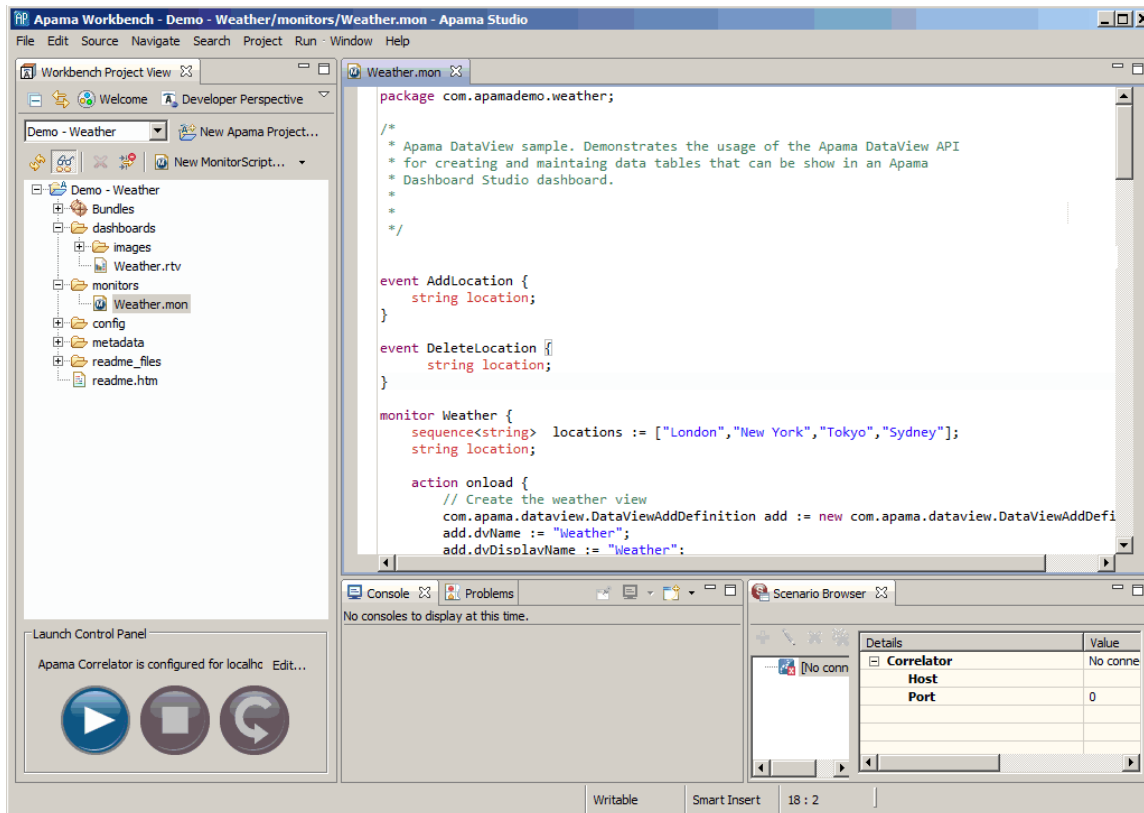 Apama Workbench - Demo - Weather/monitors/Weather.mon - Apama Studio
File Edit Source Navigate Search Project Run Window Help
Workbench Project View
Welcome Developer Perspective
Demo - Weather New Apama Project...
New MonitorScript...
Demo - Weather
Bundles
dashboards
images
Weather.rtv
monitors
Weather.mon
config
metadata
readme_files
readme.htm
Launch Control Panel
Apama Correlator is configured for localhc Edit...
Weather.mon
package com.apamademo.weather;
/*
* Apama DataView sample. Demonstrates the usage of the Apama DataView API
* for creating and maintaing data tables that can be show in an Apama
* Dashboard Studio dashboard.
*
*
*/
event AddLocation {
string location;
}
event DeleteLocation {
string location;
}
monitor Weather {
sequence<string> locations := ["London","New York","Tokyo","Sydney"];
string location;
action onload {
// Create the weather view
com.apama.dataview.DataViewAddDefinition add := new com.apama.dataview.DataViewAddDefi
add.dvName := "Weather";
add.dvDisplayName := "Weather";
Console Problems
No consoles to display at this time.
Scenario Browser
[No conn
Details Value
Correlator No conne
Host
Port 0
Writable Smart Insert 18 : 2